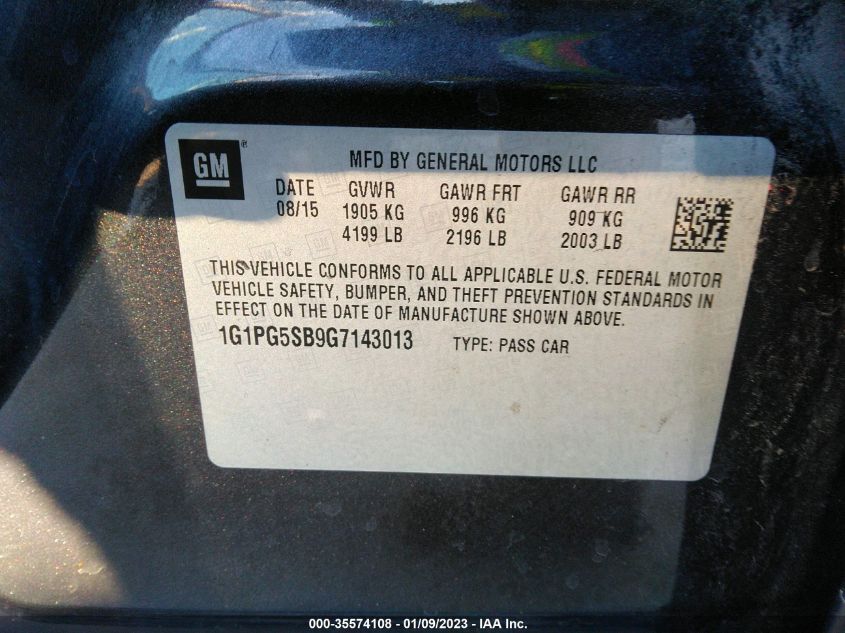 GM ®
MFD BY GENERAL MOTORS LLC
DATE GVWR GAWR FRT GAWR RR
08/15 1905 KG 996 KG 909 KG
4199 LB 2196 LB 2003 LB
THIS VEHICLE CONFORMS TO ALL APPLICABLE U.S. FEDERAL MOTOR
VEHICLE SAFETY, BUMPER, AND THEFT PREVENTION STANDARDS IN
EFFECT ON THE DATE OF MANUFACTURE SHOWN ABOVE.
1G1PG5SB9G7143013 TYPE: PASS CAR
000-35574108 - 01/09/2023 - IAA Inc.